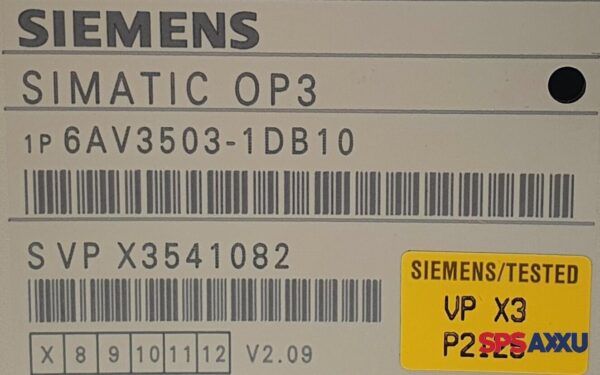 SIEMENS
SIMATIC OP3
1P 6AV3503-1DB10
S VP X3541082
X 8 9 10 11 12 V2.09
SIEMENS/TESTED
VP X3
SPS AXXU